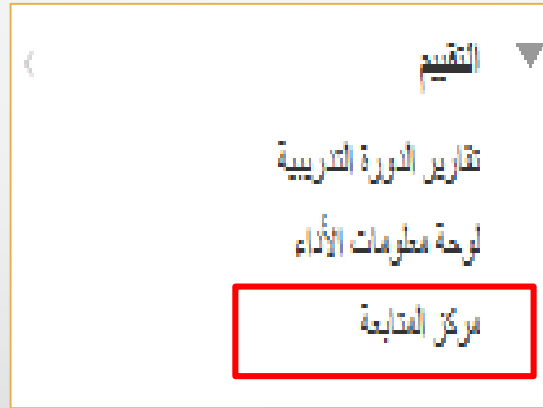 التقييم
تقارير الدورة التدريبية
لوحة معلومات الأداء
مركز المتابعة